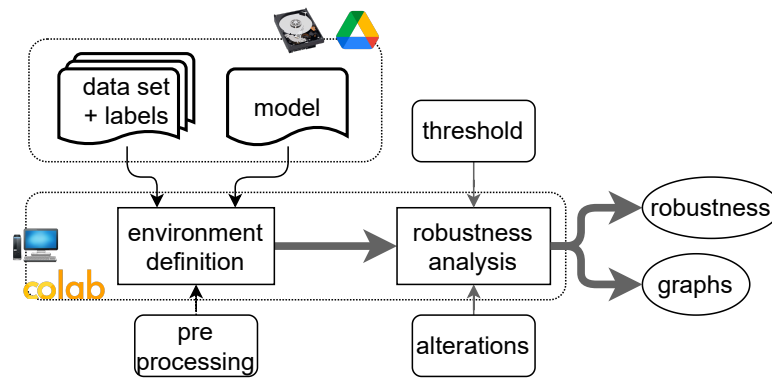 data set
+ labels
model
threshold
environment
definition
robustness
analysis
robustness
graphs
colab
pre
processing
alterations